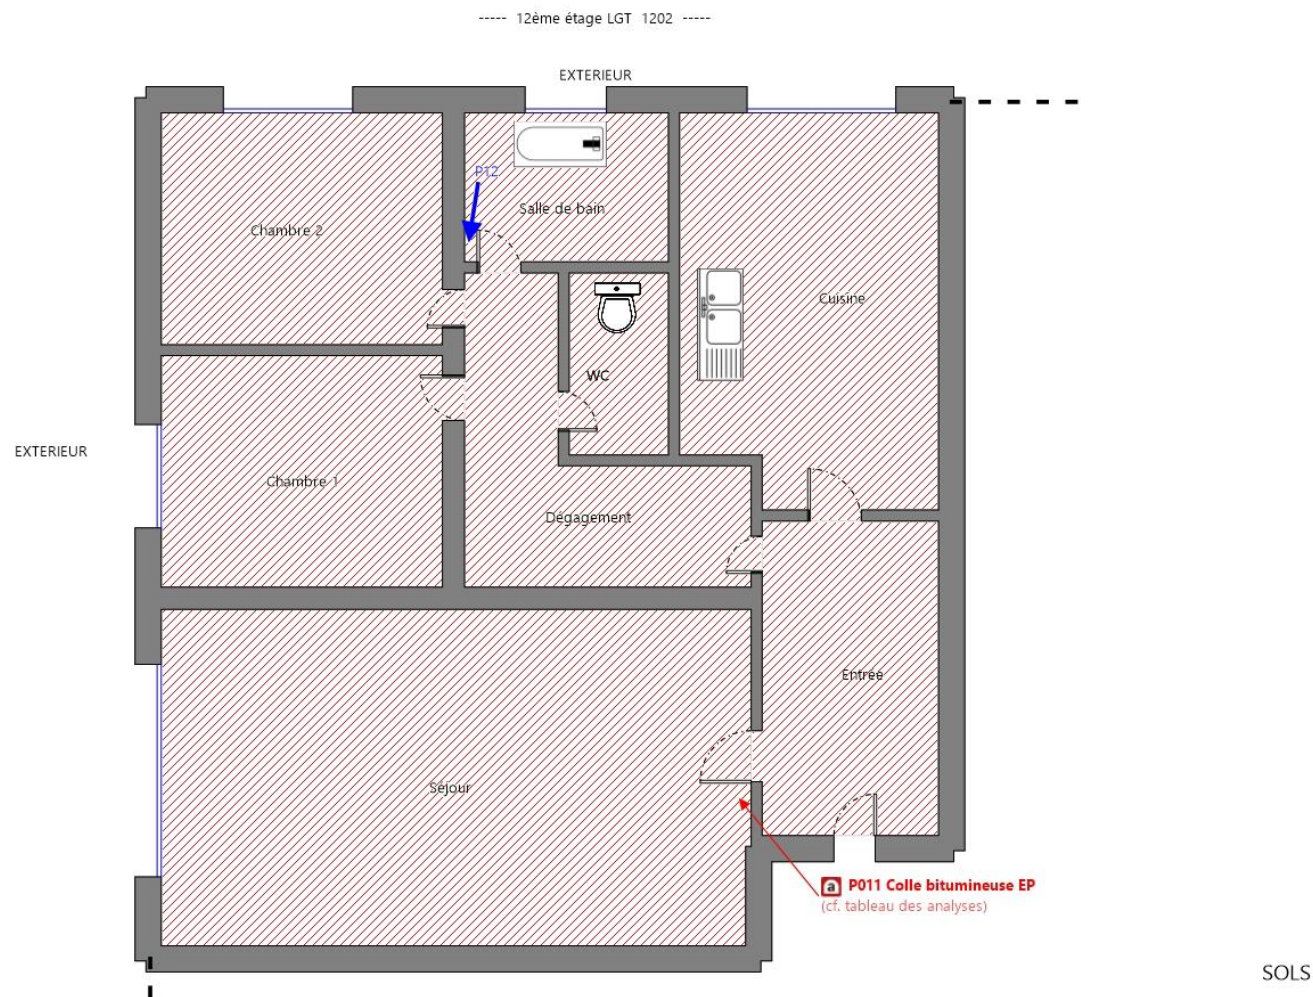 ----- 12ème étage LGT 1202 -----
EXTERIEUR
P12
Salle de bain
Chambre 2
Cuisine
WC
EXTERIEUR
Chambre 1
Dégagement
Entrée
Séjour
a P011 Colle bitumineuse EP
(cf. tableau des analyses)
SOLS